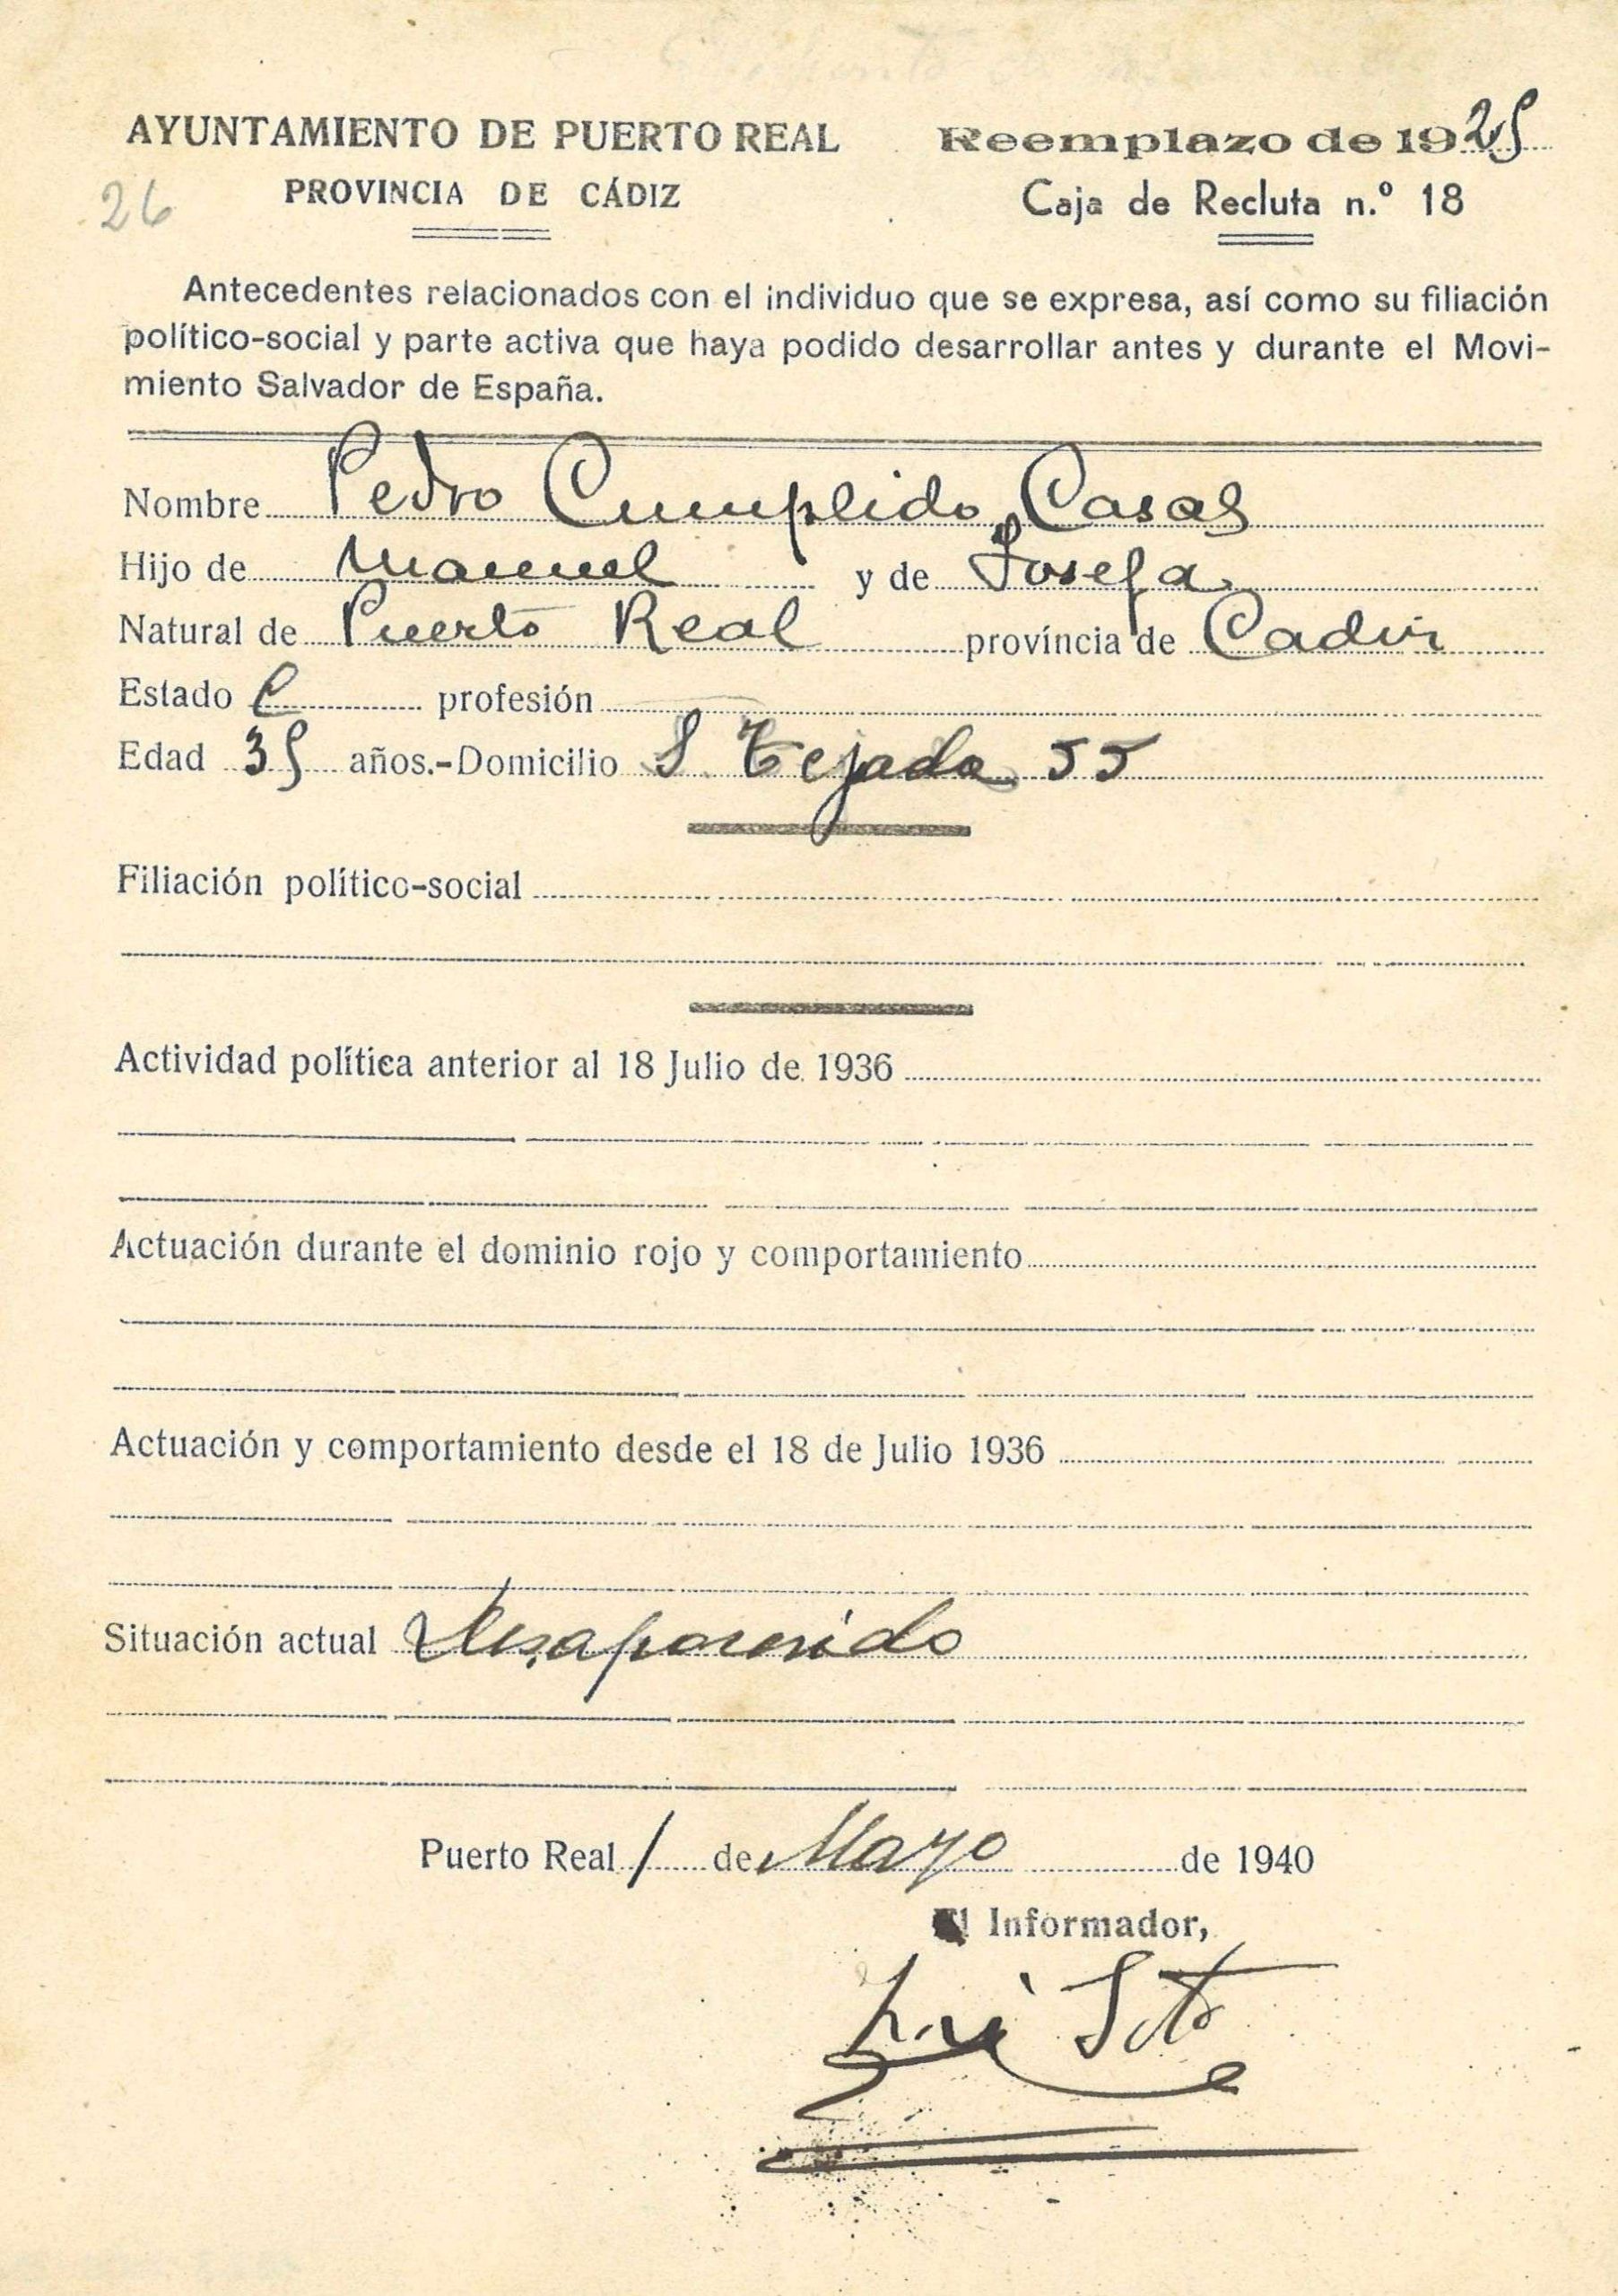 AYUNTAMIENTO DE PUERTO REAL
PROVINCIA DE CÁDIZ
Reemplazo de 1925
Caja de Recluta n.º 18
26
Antecedentes relacionados con el individuo que se expresa, así como su filiación
político-social y parte activa que haya podido desarrollar antes y durante el Movi-
miento Salvador de España.
Nombre Pedro Cumplido Casas
Hijo de Manuel y de Josefa
Natural de Puerto Real província de Cadiz
Estado C profesión
Edad 35 años.-Domicilio S. Tejada 55
Filiación político-social
Actividad política anterior al 18 Julio de 1936
Actuación durante el dominio rojo y comportamiento
Actuación y comportamiento desde el 18 de Julio 1936
Situación actual Desaparecido
Puerto Real 1 de Mayo de 1940
El Informador,
José Soto